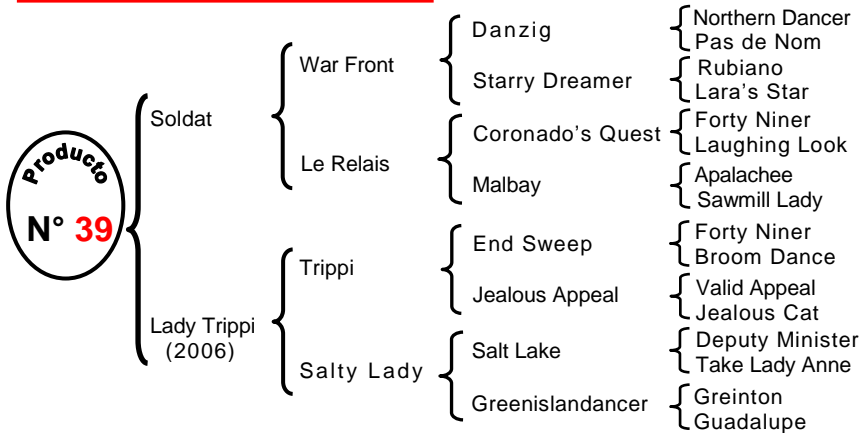 Producto
N° 39
Soldat
Lady Trippi
(2006)
War Front
Le Relais
Trippi
Salty Lady
Danzig
Starry Dreamer
Coronado's Quest
Malbay
End Sweep
Jealous Appeal
Salt Lake
Greenislandancer
Northern Dancer
Pas de Nom
Rubiano
Lara's Star
Forty Niner
Laughing Look
Apalachee
Sawmill Lady
Forty Niner
Broom Dance
Valid Appeal
Jealous Cat
Deputy Minister
Take Lady Anne
Greinton
Guadalupe